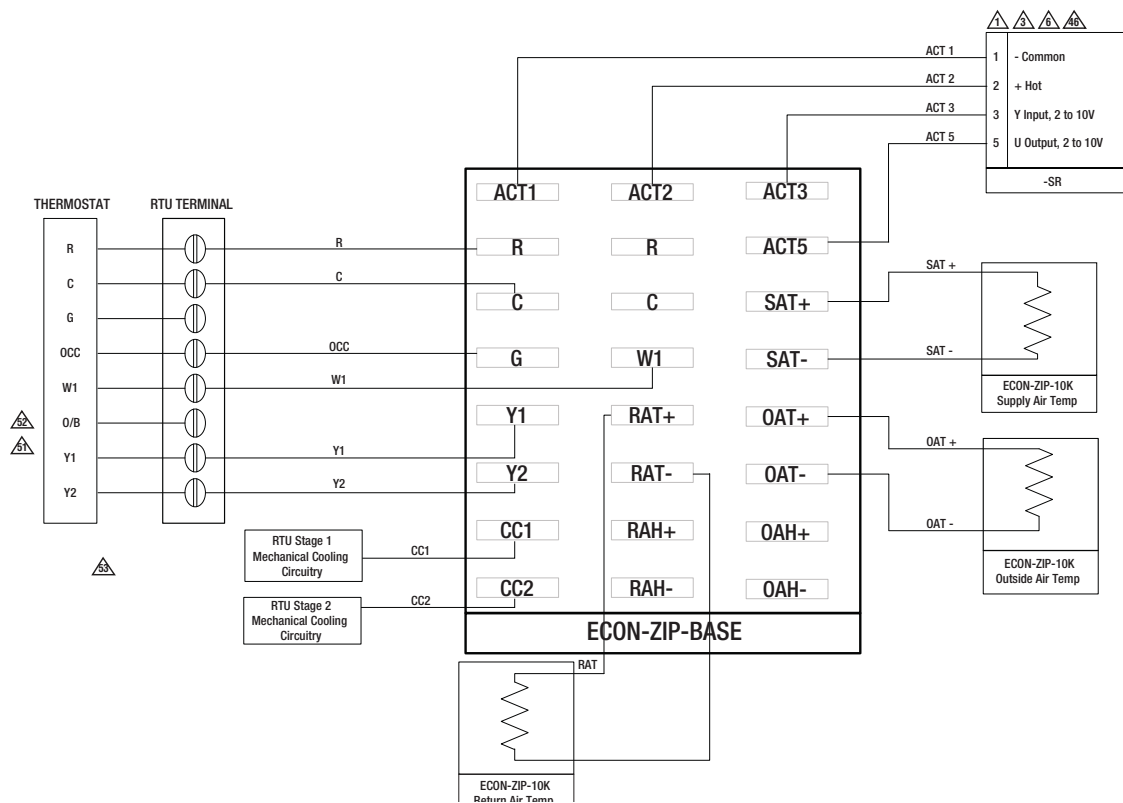 1 3 6 46
ACT 1
1 - Common
ACT 2
2 + Hot
ACT 3
3 Y Input, 2 to 10V
ACT 5
5 U Output, 2 to 10V
-SR
THERMOSTAT
RTU TERMINAL
R
C
G
OCC
W1
O/B
Y1
Y2
52
51
53
R
C
OCC
W1
Y1
Y2
RTU Stage 1
Mechanical Cooling
Circuitry
CC1
RTU Stage 2
Mechanical Cooling
Circuitry
CC2
ACT1 ACT2 ACT3
R R ACT5
C C SAT+
G W1 SAT-
Y1 RAT+ OAT+
Y2 RAT- OAT-
CC1 RAH+ OAH+
CC2 RAH- OAH-
ECON-ZIP-BASE
SAT +
SAT -
ECON-ZIP-10K
Supply Air Temp
OAT +
OAT -
ECON-ZIP-10K
Outside Air Temp
RAT
ECON-ZIP-10K
Return Air Temp